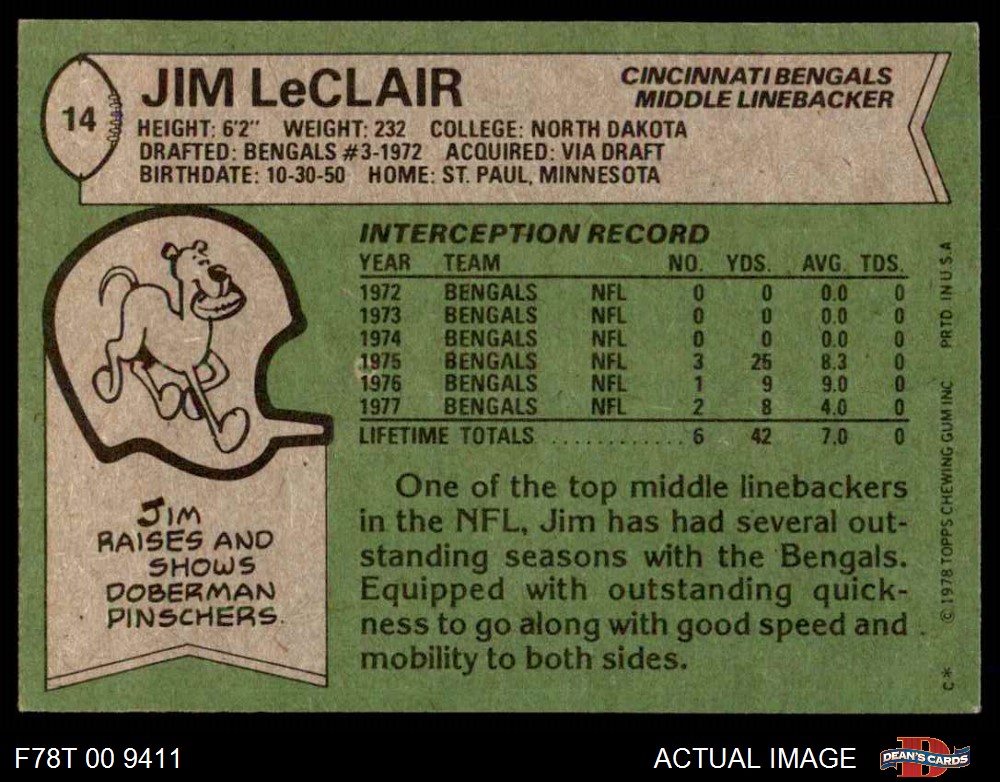 14
JIM LeCLAIR
CINCINNATI BENGALS
MIDDLE LINEBACKER
HEIGHT: 6'2" WEIGHT: 232 COLLEGE: NORTH DAKOTA
DRAFTED: BENGALS #3-1972 ACQUIRED: VIA DRAFT
BIRTHDATE: 10-30-50 HOME: ST. PAUL, MINNESOTA
INTERCEPTION RECORD
YEAR TEAM NO. YDS. AVG. TDS.
1972 BENGALS NFL 0 0 0.0 0
1973 BENGALS NFL 0 0 0.0 0
1974 BENGALS NFL 0 0 0.0 0
1975 BENGALS NFL 3 25 8.3 0
1976 BENGALS NFL 1 9 9.0 0
1977 BENGALS NFL 2 8 4.0 0
LIFETIME TOTALS ............ 6 42 7.0 0
JIM
RAISES AND
SHOWS
DOBERMAN
PINSCHERS.
One of the top middle linebackers
in the NFL, Jim has had several out-
standing seasons with the Bengals.
Equipped with outstanding quick-
ness to go along with good speed and
mobility to both sides.
C* © 1978 TOPPS CHEWING GUM INC. PRTD. IN U.S.A.
F78T 00 9411
ACTUAL IMAGE
DEAN'S CARDS